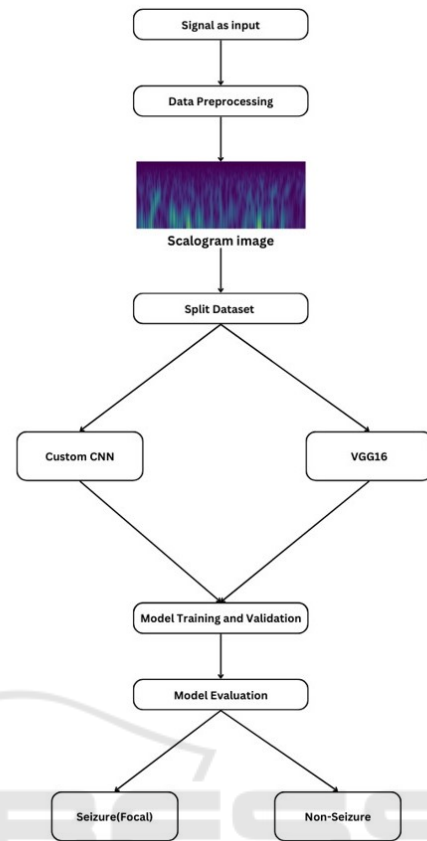 Signal as input
Data Preprocessing
Scalogram image
Split Dataset
Custom CNN
VGG16
Model Training and Validation
Model Evaluation
Seizure(Focal)
Non-Seizure